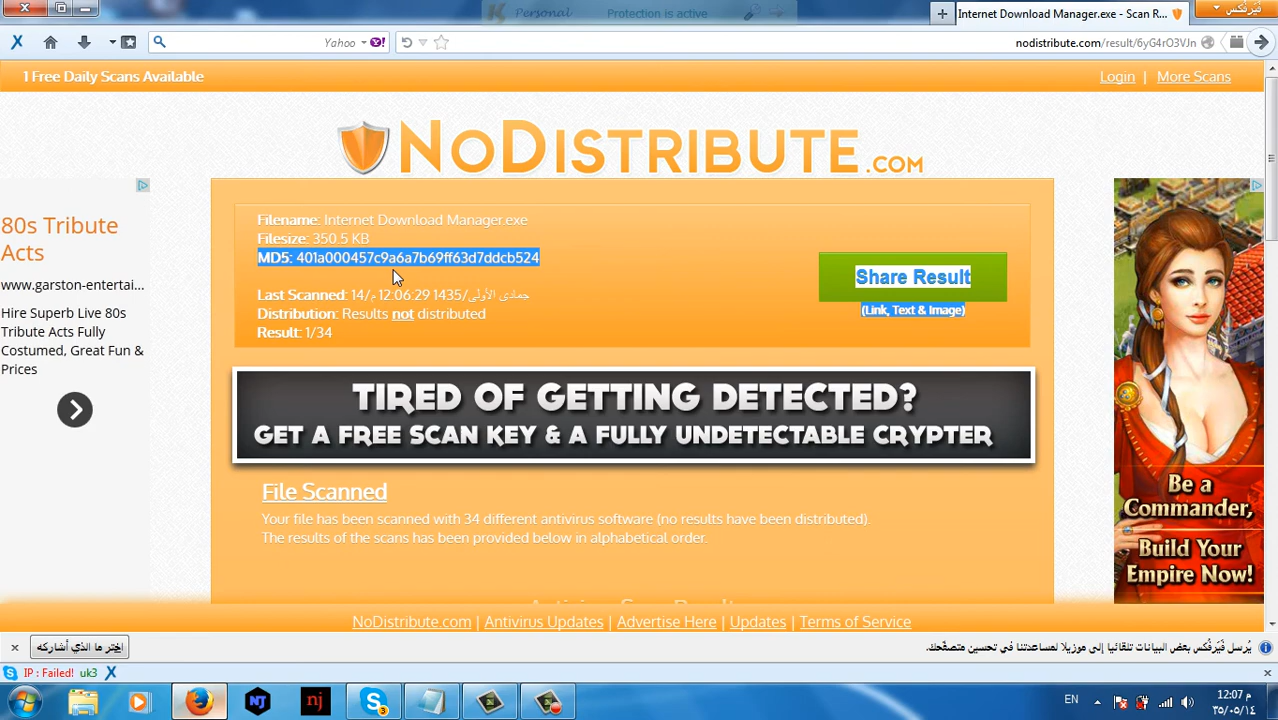 Personal Protection is active
Internet Download Manager.exe - Scan R...
فَيَرفُكس
Yahoo Y!
nodistribute.com/result/6yG4rO3VJn
1 Free Daily Scans Available
Login | More Scans
NoDistribute.com
80s Tribute
Acts
www.garston-entertai...
Hire Superb Live 80s
Tribute Acts Fully
Costumed, Great Fun &
Prices
Filename: Internet Download Manager.exe
Filesize: 350.5 KB
MD5: 401a000457c9a6a7b69ff63d7ddcb524
Last Scanned: 14/جمادى الأولى/1435 12:06:29 م
Distribution: Results not distributed
Result: 1/34
Share Result
(Link, Text & Image)
TIRED OF GETTING DETECTED?
GET A FREE SCAN KEY & A FULLY UNDETECTABLE CRYPTER
File Scanned
Your file has been scanned with 34 different antivirus software (no results have been distributed).
The results of the scans has been provided below in alphabetical order.
Be a
Commander,
Build Your
Empire Now!
NoDistribute.com | Antivirus Updates | Advertise Here | Updates | Terms of Service
يُرسل فَيَرفُكس بعض البيانات تلقائيا إلى موزيلا لمساعدتنا في تحسين متصفّحك.
اختر ما الذي أشاركه
IP : Failed! uk3
NT
nj
3
EN
12:07 م
٣٥/٠٥/١٤